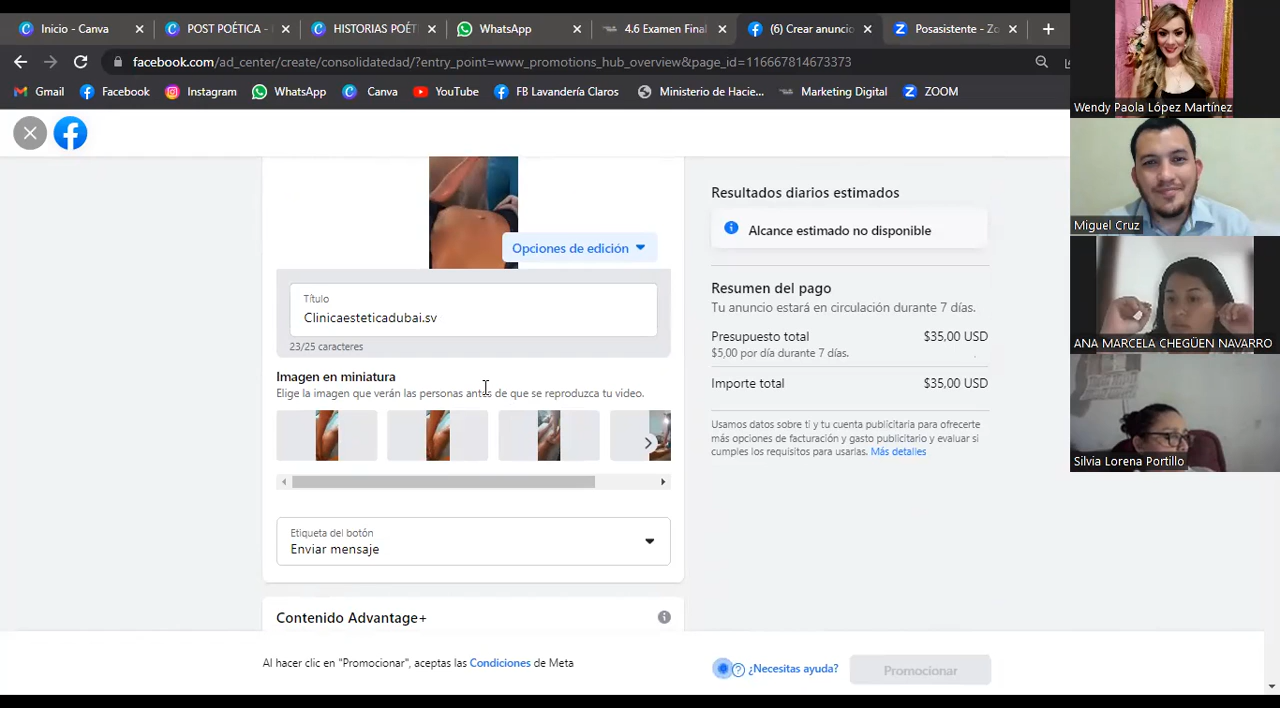 Inicio - Canva
POST POÉTICA -
HISTORIAS POÉT
WhatsApp
4.6 Examen Final
(6) Crear anuncio
Posasistente - Zo
facebook.com/ad_center/create/consolidatedad/?entry_point=www_promotions_hub_overview&page_id=116667814673373
Gmail
Facebook
Instagram
WhatsApp
Canva
YouTube
FB Lavandería Claros
Ministerio de Hacie...
Marketing Digital
ZOOM
Opciones de edición
Título
Clinicaesteticadubai.sv
23/25 caracteres
Imagen en miniatura
Elige la imagen que verán las personas antes de que se reproduzca tu video.
Etiqueta del botón
Enviar mensaje
Contenido Advantage+
Resultados diarios estimados
Alcance estimado no disponible
Resumen del pago
Tu anuncio estará en circulación durante 7 días.
Presupuesto total $35,00 USD
$5,00 por día durante 7 días.
Importe total $35,00 USD
Usamos datos sobre ti y tu cuenta publicitaria para ofrecerte
más opciones de facturación y gasto publicitario y evaluar si
cumples los requisitos para usarlas. Más detalles
Al hacer clic en "Promocionar", aceptas las Condiciones de Meta
¿Necesitas ayuda?
Promocionar
Wendy Paola López Martínez
Miguel Cruz
ANA MARCELA CHEGÜEN NAVARRO
Silvia Lorena Portillo